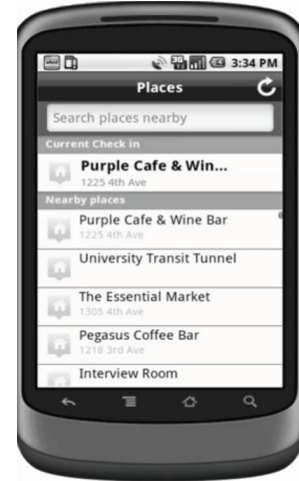 3:34 PM
Places
Search places nearby
Current Check in
Purple Cafe & Win...
1225 4th Ave
Nearby places
Purple Cafe & Wine Bar
1225 4th Ave
University Transit Tunnel
The Essential Market
1305 4th Ave
Pegasus Coffee Bar
1218 3rd Ave
Interview Room